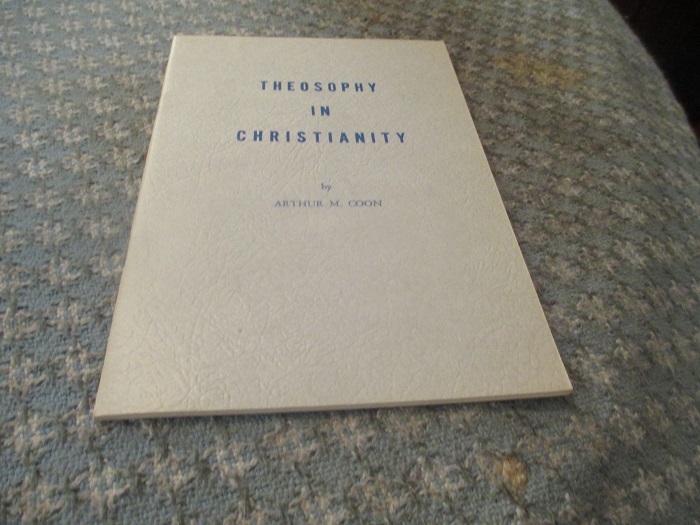 THEOSOPHY
IN
CHRISTIANITY
by
ARTHUR M. COON